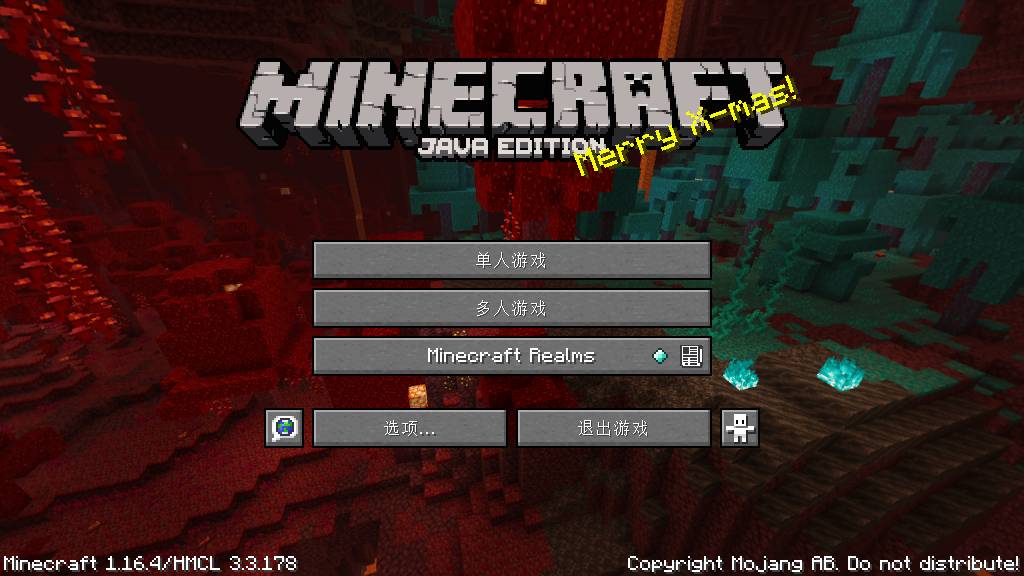 MINECRAFT
JAVA EDITION
Merry X-mas!
单人游戏
多人游戏
Minecraft Realms
选项...
退出游戏
Minecraft 1.16.4/HMCL 3.3.178
Copyright Mojang AB. Do not distribute!